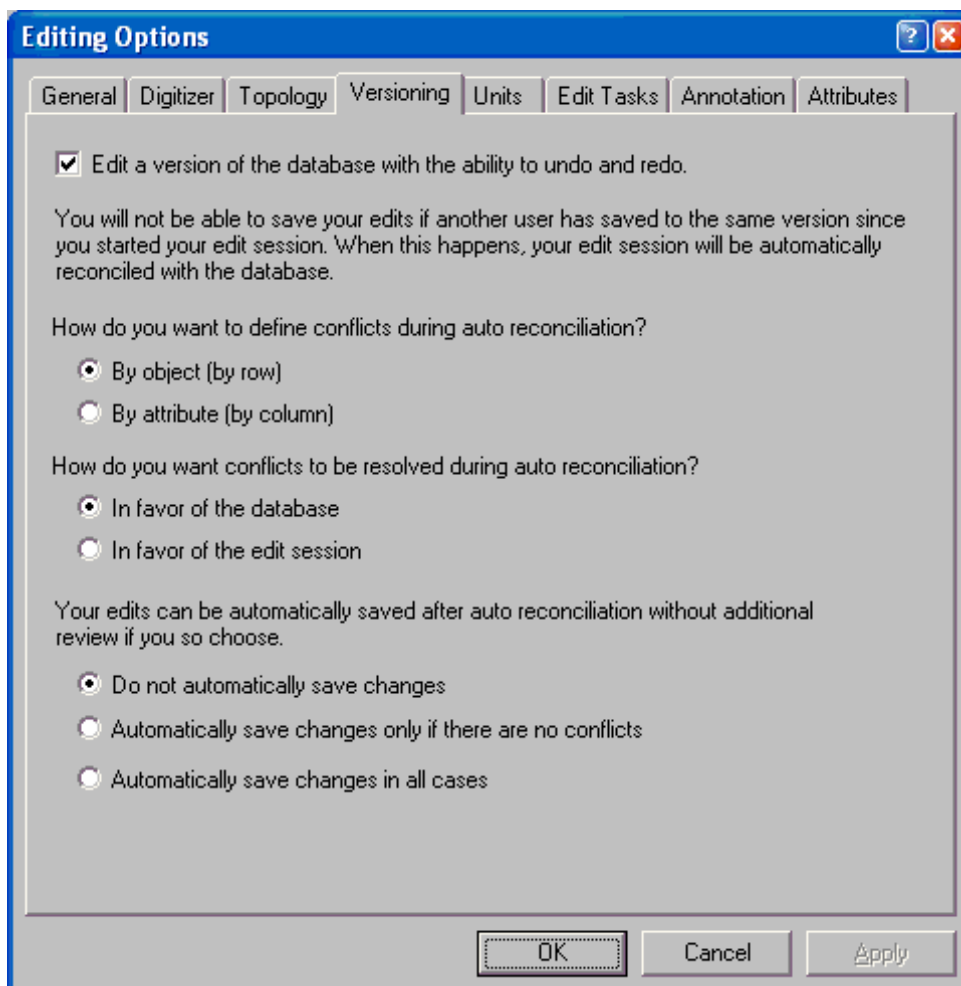 Editing Options
General Digitizer Topology Versioning Units Edit Tasks Annotation Attributes
Edit a version of the database with the ability to undo and redo.
You will not be able to save your edits if another user has saved to the same version since
you started your edit session. When this happens, your edit session will be automatically
reconciled with the database.
How do you want to define conflicts during auto reconciliation?
By object (by row)
By attribute (by column)
How do you want conflicts to be resolved during auto reconciliation?
In favor of the database
In favor of the edit session
Your edits can be automatically saved after auto reconciliation without additional
review if you so choose.
Do not automatically save changes
Automatically save changes only if there are no conflicts
Automatically save changes in all cases
OK Cancel Apply